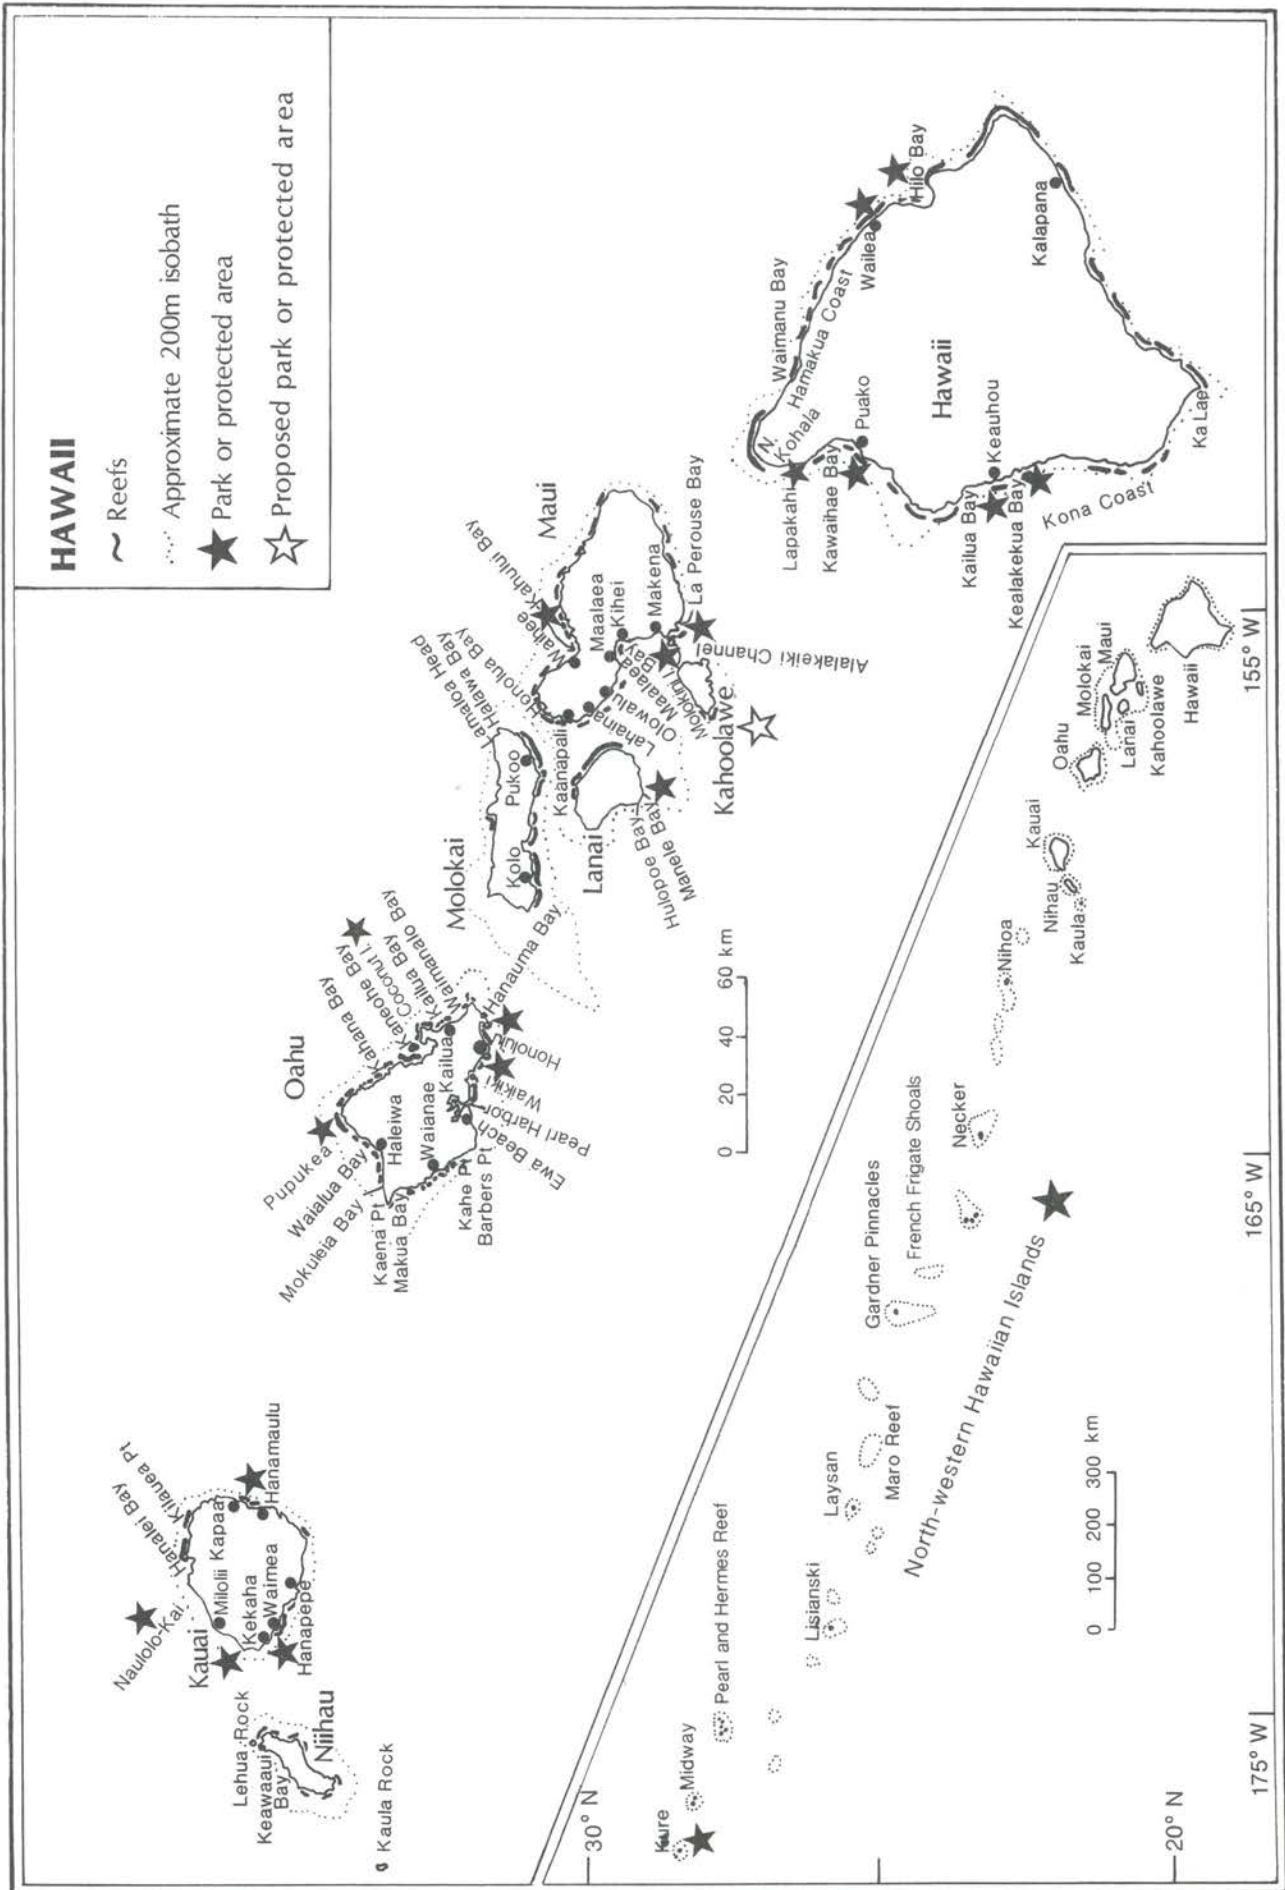 HAWAII
Reefs
Approximate 200m isobath
Park or protected area
Proposed park or protected area
Naulolo-Kai
Hanalei Bay
Kilauea Pt
Kauai
Milolii
Kapaa
Hanamaulu
Kekaha
Waimea
Hanapepe
Lehua Rock
Keawaaui
Bay
Niihau
Kaula Rock
Oahu
Pupukea
Waialua Bay
Mokuleia Bay
Kaena Pt
Makua Bay
Haleiwa
Waianae
Kahe Pt
Barbers Pt
Ewa Beach
Pearl Harbor
Waikiki
Honolulu
Hanauma Bay
Kailua
Kahana Bay
Kaneohe Bay
Coconut I
Kailua Bay
Waimanalo Bay
Molokai
Kolo
Pukoo
Lamaloa Head
Halawa Bay
Honolua Bay
Lanai
Hulopoe Bay
Manele Bay
Kaanapali
Lahaina
Olowalu
Maalaea Bay
Molokini I
Kahoolawe
Waihee
Kahului Bay
Maui
Maalaea
Kihei
Makena
La Perouse Bay
Alalakeiki Channel
Hawaii
Waimanu Bay
Hamakua Coast
N.
Kohala
Lapakahi
Kawaihae Bay
Puako
Wailea
Hilo Bay
Kalapana
Keauhou
Kailua Bay
Kealakekua Bay
Kona Coast
Ka Lae
0 20 40 60 km
Kure
Midway
Pearl and Hermes Reef
Lisianski
Laysan
Maro Reef
Gardner Pinnacles
French Frigate Shoals
Necker
Nihoa
Kaula
Nihau
Kauai
Oahu
Molokai
Maui
Lanai
Kahoolawe
Hawaii
North-western Hawaiian Islands
0 100 200 300 km
30° N
20° N
175° W
165° W
155° W